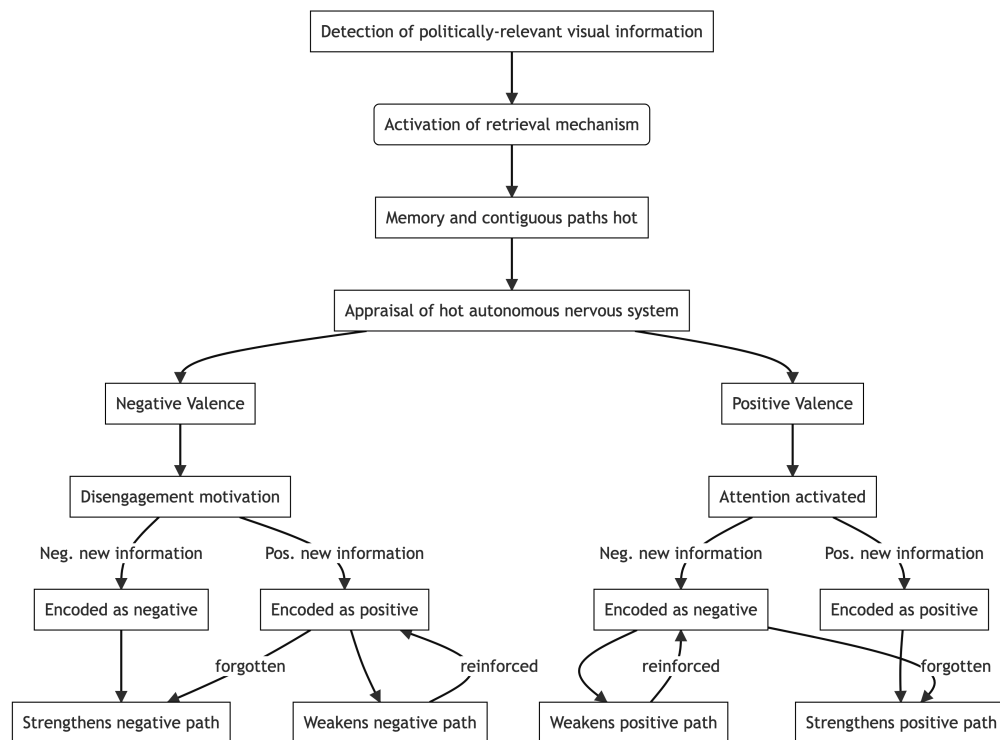 Detection of politically-relevant visual information
Activation of retrieval mechanism
Memory and contiguous paths hot
Appraisal of hot autonomous nervous system
Negative Valence
Positive Valence
Disengagement motivation
Attention activated
Neg. new information
Pos. new information
Neg. new information
Pos. new information
Encoded as negative
Encoded as positive
Encoded as negative
Encoded as positive
forgotten
reinforced
reinforced
forgotten
Strengthens negative path
Weakens negative path
Weakens positive path
Strengthens positive path